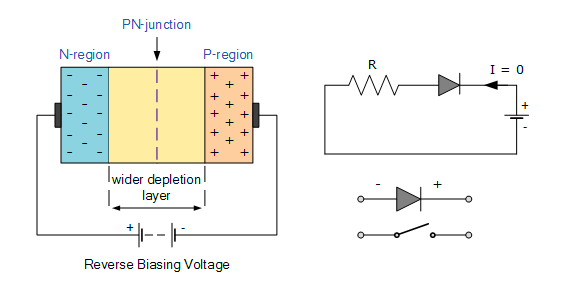 PN-junction
N-region
P-region
- - - - - - - - - - - - - - -
+ + + + + + + + + + + + + +
wider depletion
layer
+ -
Reverse Biasing Voltage
R
I = 0
+
-
- +